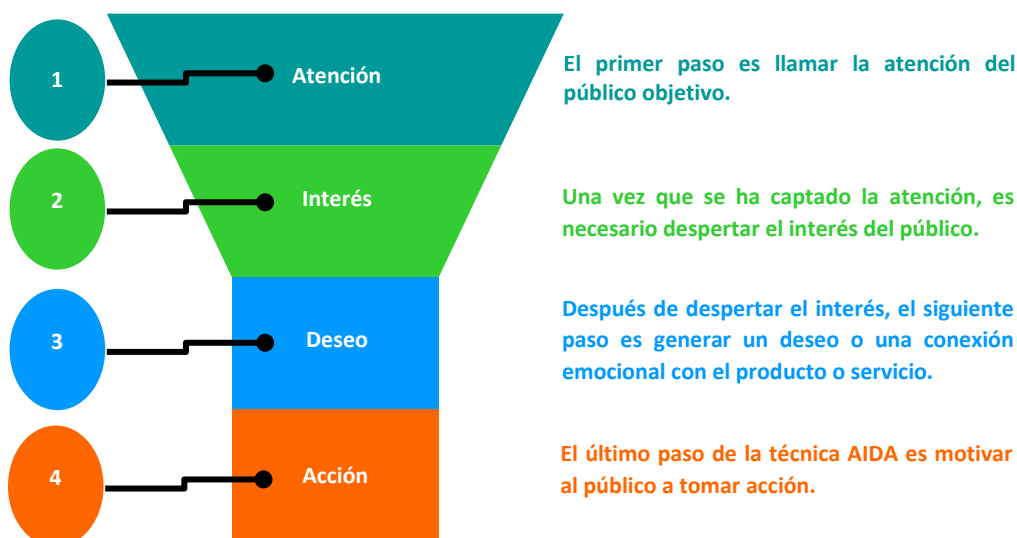 1
Atención
El primer paso es llamar la atención del
público objetivo.
2
Interés
Una vez que se ha captado la atención, es
necesario despertar el interés del público.
3
Deseo
Después de despertar el interés, el siguiente
paso es generar un deseo o una conexión
emocional con el producto o servicio.
4
Acción
El último paso de la técnica AIDA es motivar
al público a tomar acción.